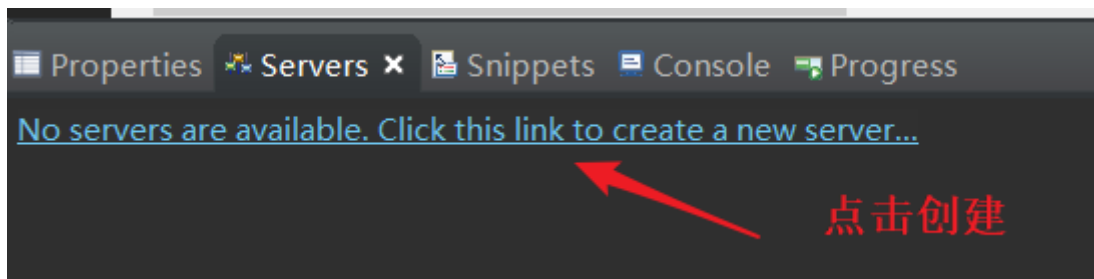 Properties Servers Snippets Console Progress
No servers are available. Click this link to create a new server...
点击创建